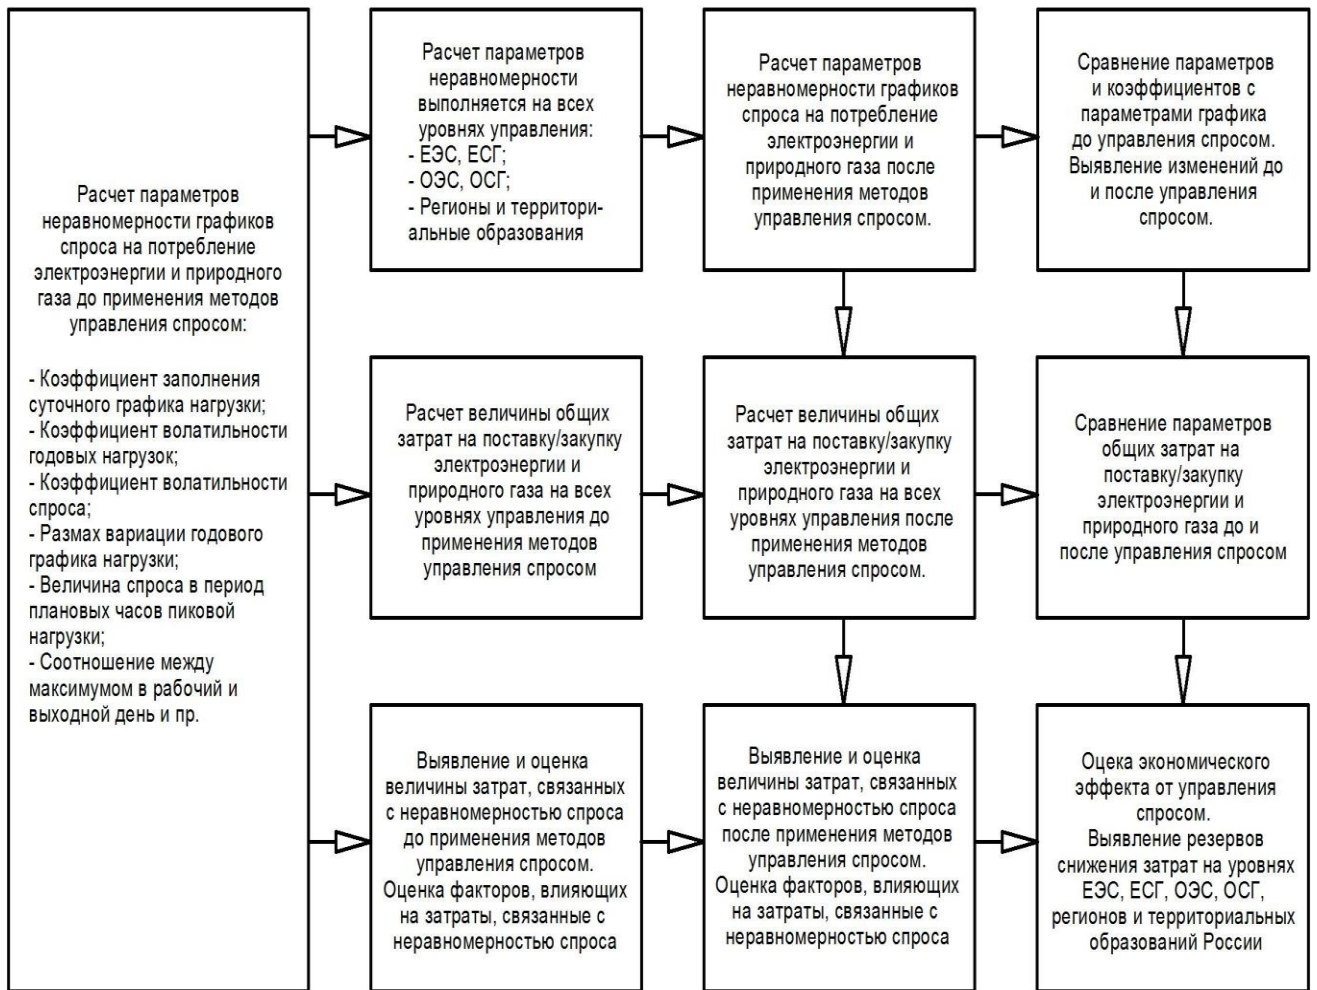 Расчет параметров
неравномерности графиков
спроса на потребление
электроэнергии и природного
газа до применения методов
управления спросом:
- Коэффициент заполнения
суточного графика нагрузки;
- Коэффициент волатильности
годовых нагрузок;
- Коэффициент волатильности
спроса;
- Размах вариации годового
графика нагрузки;
- Величина спроса в период
плановых часов пиковой
нагрузки;
- Соотношение между
максимумом в рабочий и
выходной день и пр.
Расчет параметров
неравномерности
выполняется на всех
уровнях управления:
- ЕЭС, ЕСГ;
- ОЭС, ОСГ;
- Регионы и территори-
альные образования
Расчет параметров
неравномерности графиков
спроса на потребление
электроэнергии и
природного газа после
применения методов
управления спросом.
Сравнение параметров
и коэффициентов с
параметрами графика
до управления спросом.
Выявление изменений до
и после управления
спросом.
Расчет величины общих
затрат на поставку/закупку
электроэнергии и
природного газа на всех
уровнях управления до
применения методов
управления спросом
Расчет величины общих
затрат на поставку/закупку
электроэнергии и
природного газа на всех
уровнях управления после
применения методов
управления спросом.
Сравнение параметров
общих затрат на
поставку/закупку
электроэнергии и
природного газа до и
после управления спросом
Выявление и оценка
величины затрат, связанных
с неравномерностью спроса
до применения методов
управления спросом.
Оценка факторов, влияющих
на затраты, связанные с
неравномерностью спроса
Выявление и оценка
величины затрат, связанных
с неравномерностью спроса
после применения методов
управления спросом.
Оценка факторов, влияющих
на затраты, связанные с
неравномерностью спроса
Оцека экономического
эффекта от управления
спросом.
Выявление резервов
снижения затрат на уровнях
ЕЭС, ЕСГ, ОЭС, ОСГ,
регионов и территориальных
образований России